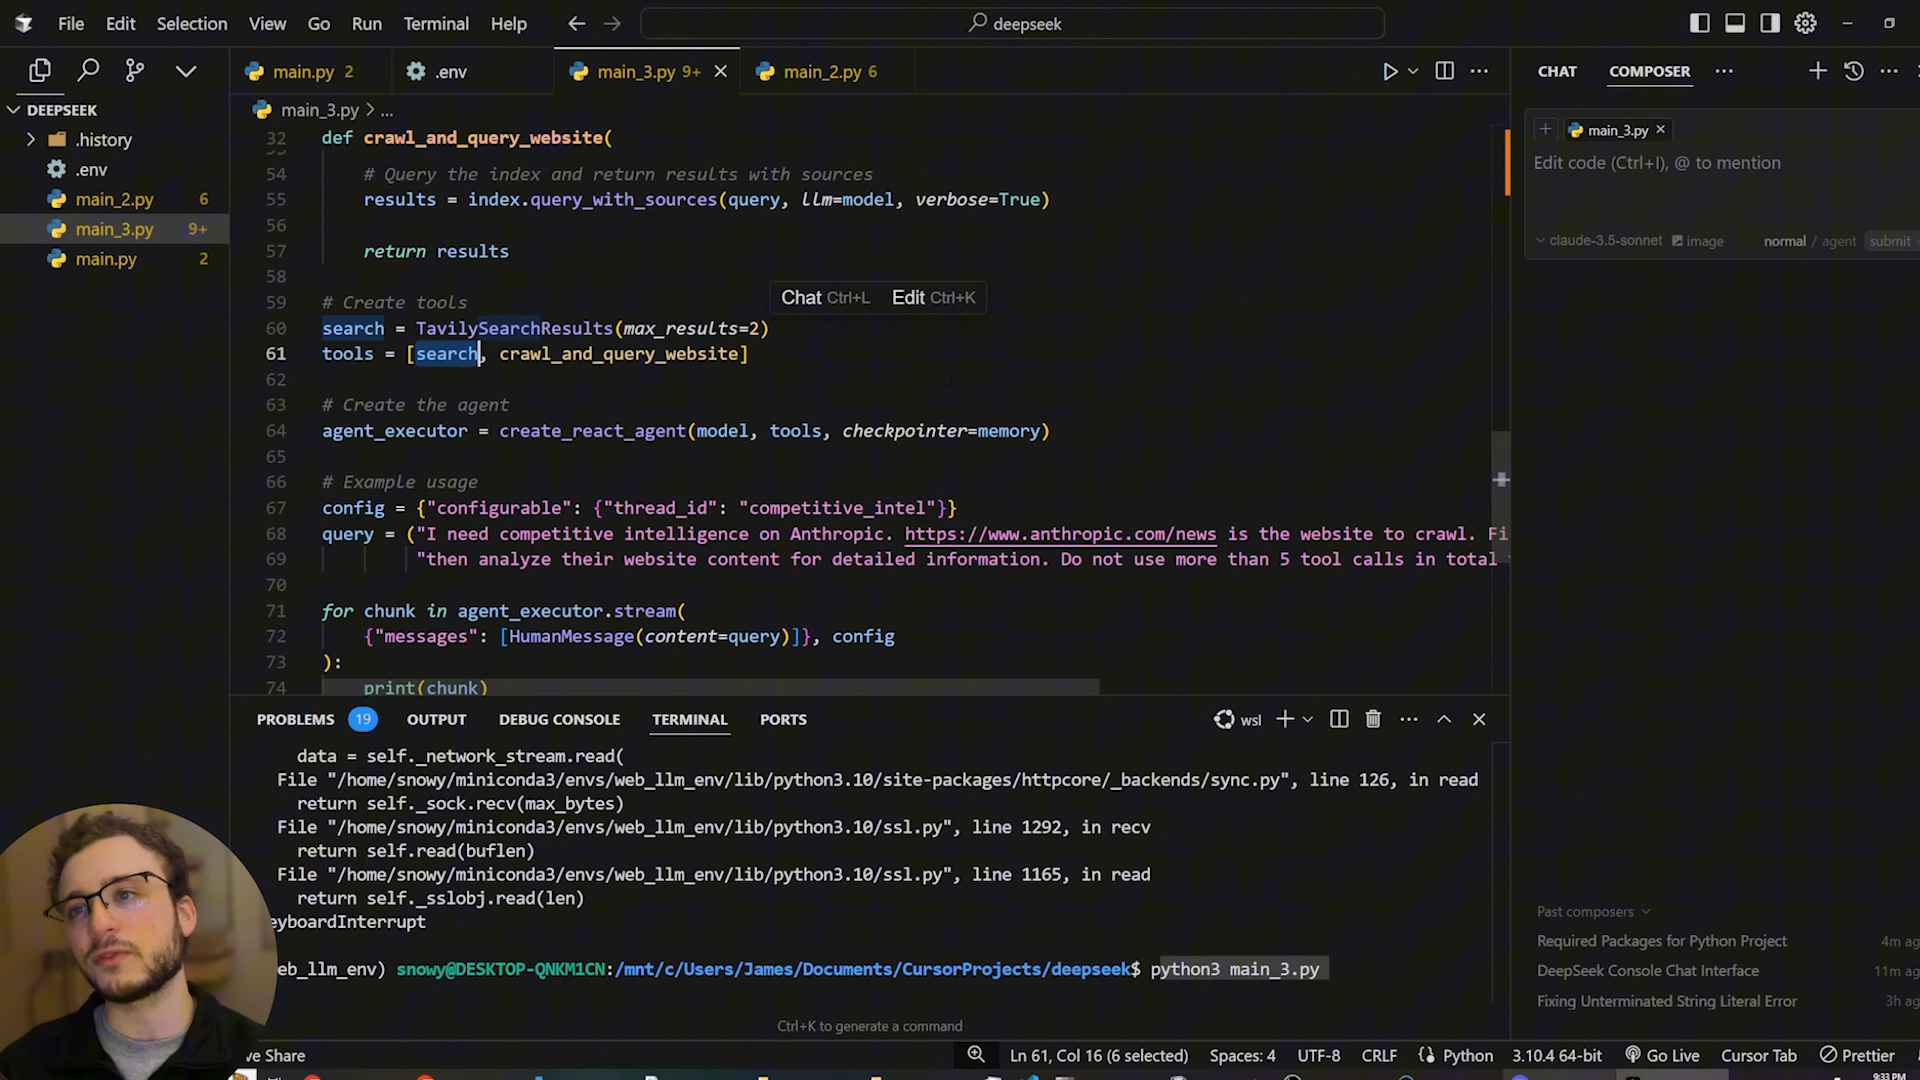 File Edit Selection View Go Run Terminal Help
deepseek
main.py 2
.env
main_3.py 9+
main_2.py 6
CHAT COMPOSER
DEEPSEEK
.history
.env
main_2.py 6
main_3.py 9+
main.py 2
main_3.py > ...
32 def crawl_and_query_website(
54 # Query the index and return results with sources
55 results = index.query_with_sources(query, llm=model, verbose=True)
56
57 return results
58
59 # Create tools
60 search = TavilySearchResults(max_results=2)
61 tools = [search, crawl_and_query_website]
62
63 # Create the agent
64 agent_executor = create_react_agent(model, tools, checkpointer=memory)
65
66 # Example usage
67 config = {"configurable": {"thread_id": "competitive_intel"}}
68 query = ("I need competitive intelligence on Anthropic. https://www.anthropic.com/news is the website to crawl. Fi
69 "then analyze their website content for detailed information. Do not use more than 5 tool calls in total
70
71 for chunk in agent_executor.stream(
72 {"messages": [HumanMessage(content=query)]}, config
73 ):
74 print(chunk)
Chat Ctrl+L Edit Ctrl+K
main_3.py
Edit code (Ctrl+I), @ to mention
claude-3.5-sonnet image normal / agent submit
PROBLEMS 19 OUTPUT DEBUG CONSOLE TERMINAL PORTS
wsl
data = self._network_stream.read(
File "/home/snowy/miniconda3/envs/web_llm_env/lib/python3.10/site-packages/httpcore/_backends/sync.py", line 126, in read
return self._sock.recv(max_bytes)
File "/home/snowy/miniconda3/envs/web_llm_env/lib/python3.10/ssl.py", line 1292, in recv
return self.read(buflen)
File "/home/snowy/miniconda3/envs/web_llm_env/lib/python3.10/ssl.py", line 1165, in read
return self._sslobj.read(len)
eyboardInterrupt
eb_llm_env) snowy@DESKTOP-QNKM1CN:/mnt/c/Users/James/Documents/CursorProjects/deepseek$ python3 main_3.py
Ctrl+K to generate a command
Past composers
Required Packages for Python Project 4m ag
DeepSeek Console Chat Interface 11m ag
Fixing Unterminated String Literal Error 3h ag
ve Share
Ln 61, Col 16 (6 selected) Spaces: 4 UTF-8 CRLF Python 3.10.4 64-bit Go Live Cursor Tab Prettier
9:33 PM